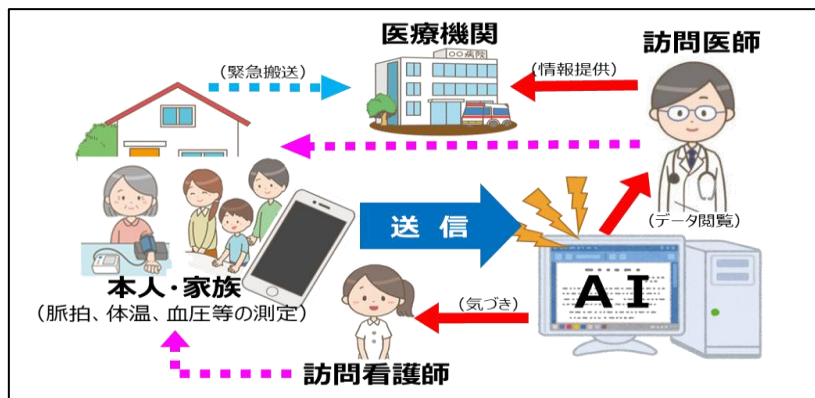 医療機関
訪問医師
（緊急搬送）
○○病院
（情報提供）
送信
（データ閲覧）
AI
本人・家族
（脈拍、体温、血圧等の測定）
（気づき）
訪問看護師